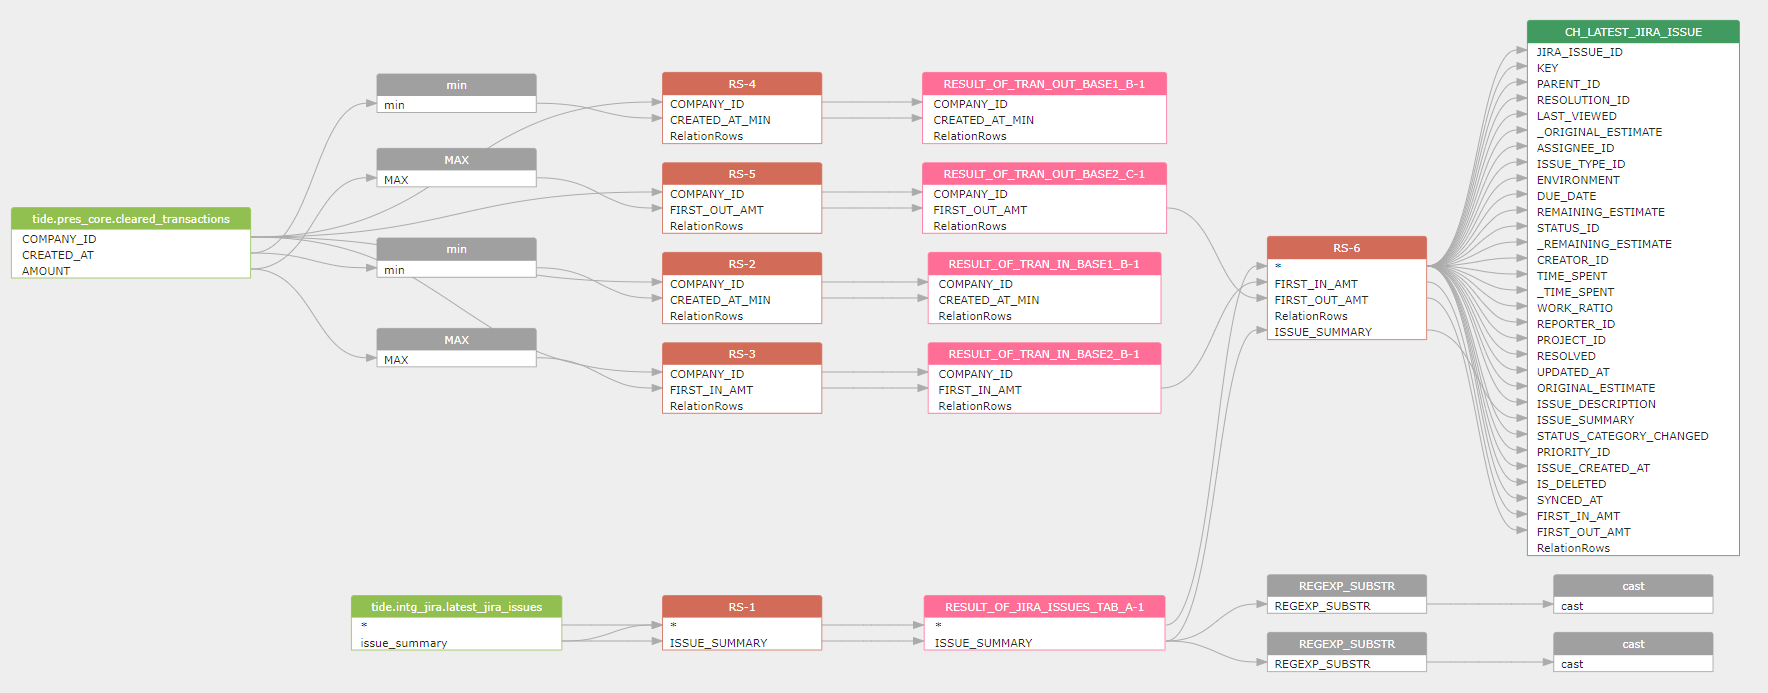 tide.pres_core.cleared_transactions
COMPANY_ID
CREATED_AT
AMOUNT
min
min
MAX
MAX
min
min
MAX
MAX
tide.intg_jira.latest_jira_issues
*
issue_summary
RS-4
COMPANY_ID
CREATED_AT_MIN
RelationRows
RS-5
COMPANY_ID
FIRST_OUT_AMT
RelationRows
RS-2
COMPANY_ID
CREATED_AT_MIN
RelationRows
RS-3
COMPANY_ID
FIRST_IN_AMT
RelationRows
RS-1
*
ISSUE_SUMMARY
RESULT_OF_TRAN_OUT_BASE1_B-1
COMPANY_ID
CREATED_AT_MIN
RelationRows
RESULT_OF_TRAN_OUT_BASE2_C-1
COMPANY_ID
FIRST_OUT_AMT
RelationRows
RESULT_OF_TRAN_IN_BASE1_B-1
COMPANY_ID
CREATED_AT_MIN
RelationRows
RESULT_OF_TRAN_IN_BASE2_B-1
COMPANY_ID
FIRST_IN_AMT
RelationRows
RESULT_OF_JIRA_ISSUES_TAB_A-1
*
ISSUE_SUMMARY
RS-6
*
FIRST_IN_AMT
FIRST_OUT_AMT
RelationRows
ISSUE_SUMMARY
REGEXP_SUBSTR
REGEXP_SUBSTR
REGEXP_SUBSTR
REGEXP_SUBSTR
CH_LATEST_JIRA_ISSUE
JIRA_ISSUE_ID
KEY
PARENT_ID
RESOLUTION_ID
LAST_VIEWED
_ORIGINAL_ESTIMATE
ASSIGNEE_ID
ISSUE_TYPE_ID
ENVIRONMENT
DUE_DATE
REMAINING_ESTIMATE
STATUS_ID
_REMAINING_ESTIMATE
CREATOR_ID
TIME_SPENT
_TIME_SPENT
WORK_RATIO
REPORTER_ID
PROJECT_ID
RESOLVED
UPDATED_AT
ORIGINAL_ESTIMATE
ISSUE_DESCRIPTION
ISSUE_SUMMARY
STATUS_CATEGORY_CHANGED
PRIORITY_ID
ISSUE_CREATED_AT
IS_DELETED
SYNCED_AT
FIRST_IN_AMT
FIRST_OUT_AMT
RelationRows
cast
cast
cast
cast